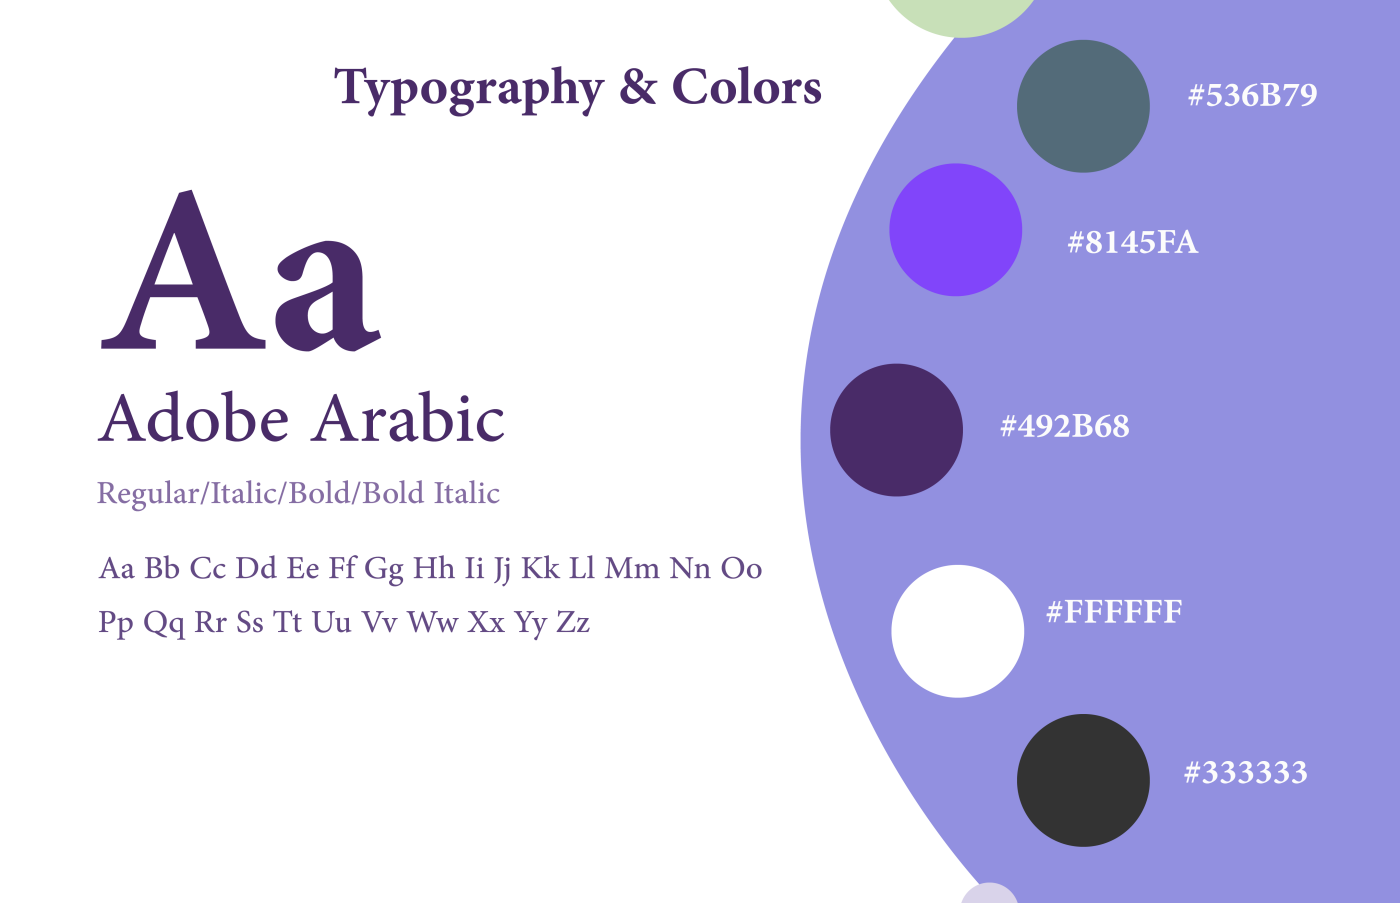 Typography & Colors
Aa
Adobe Arabic
Regular/Italic/Bold/Bold Italic
Aa Bb Cc Dd Ee Ff Gg Hh Ii Jj Kk Ll Mm Nn Oo
Pp Qq Rr Ss Tt Uu Vv Ww Xx Yy Zz
#536B79
#8145FA
#492B68
#FFFFFF
#333333